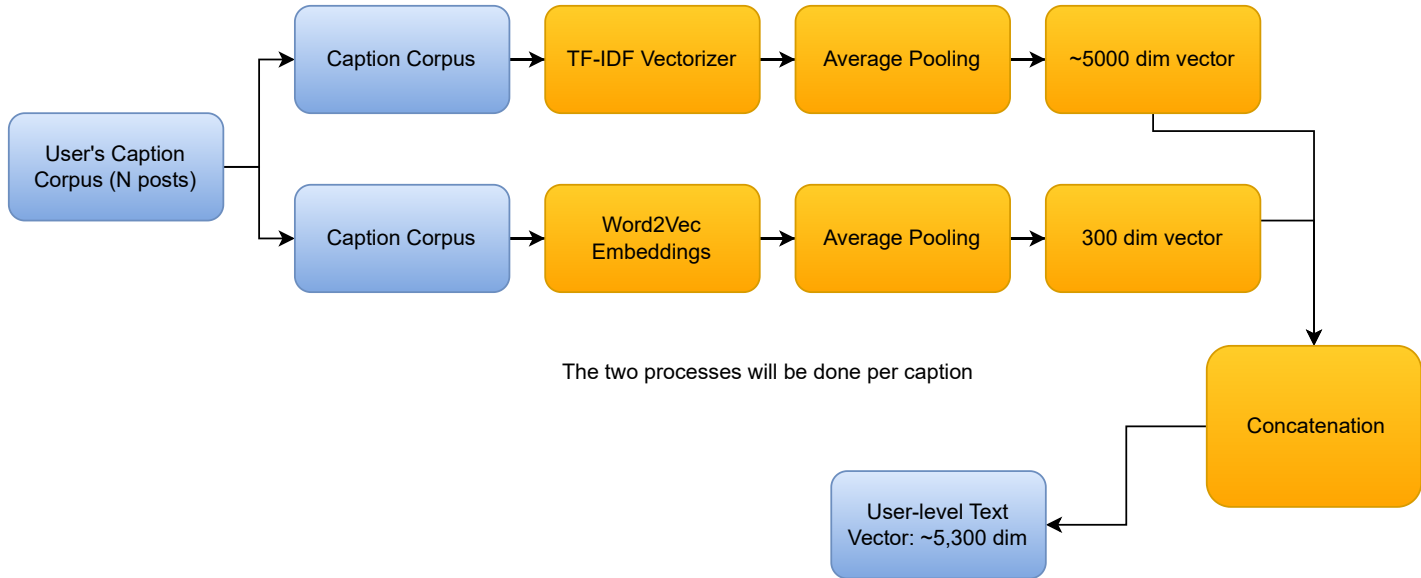 Caption Corpus
TF-IDF Vectorizer
Average Pooling
~5000 dim vector
User's Caption
Corpus (N posts)
Caption Corpus
Word2Vec
Embeddings
Average Pooling
300 dim vector
The two processes will be done per caption
Concatenation
User-level Text
Vector: ~5,300 dim